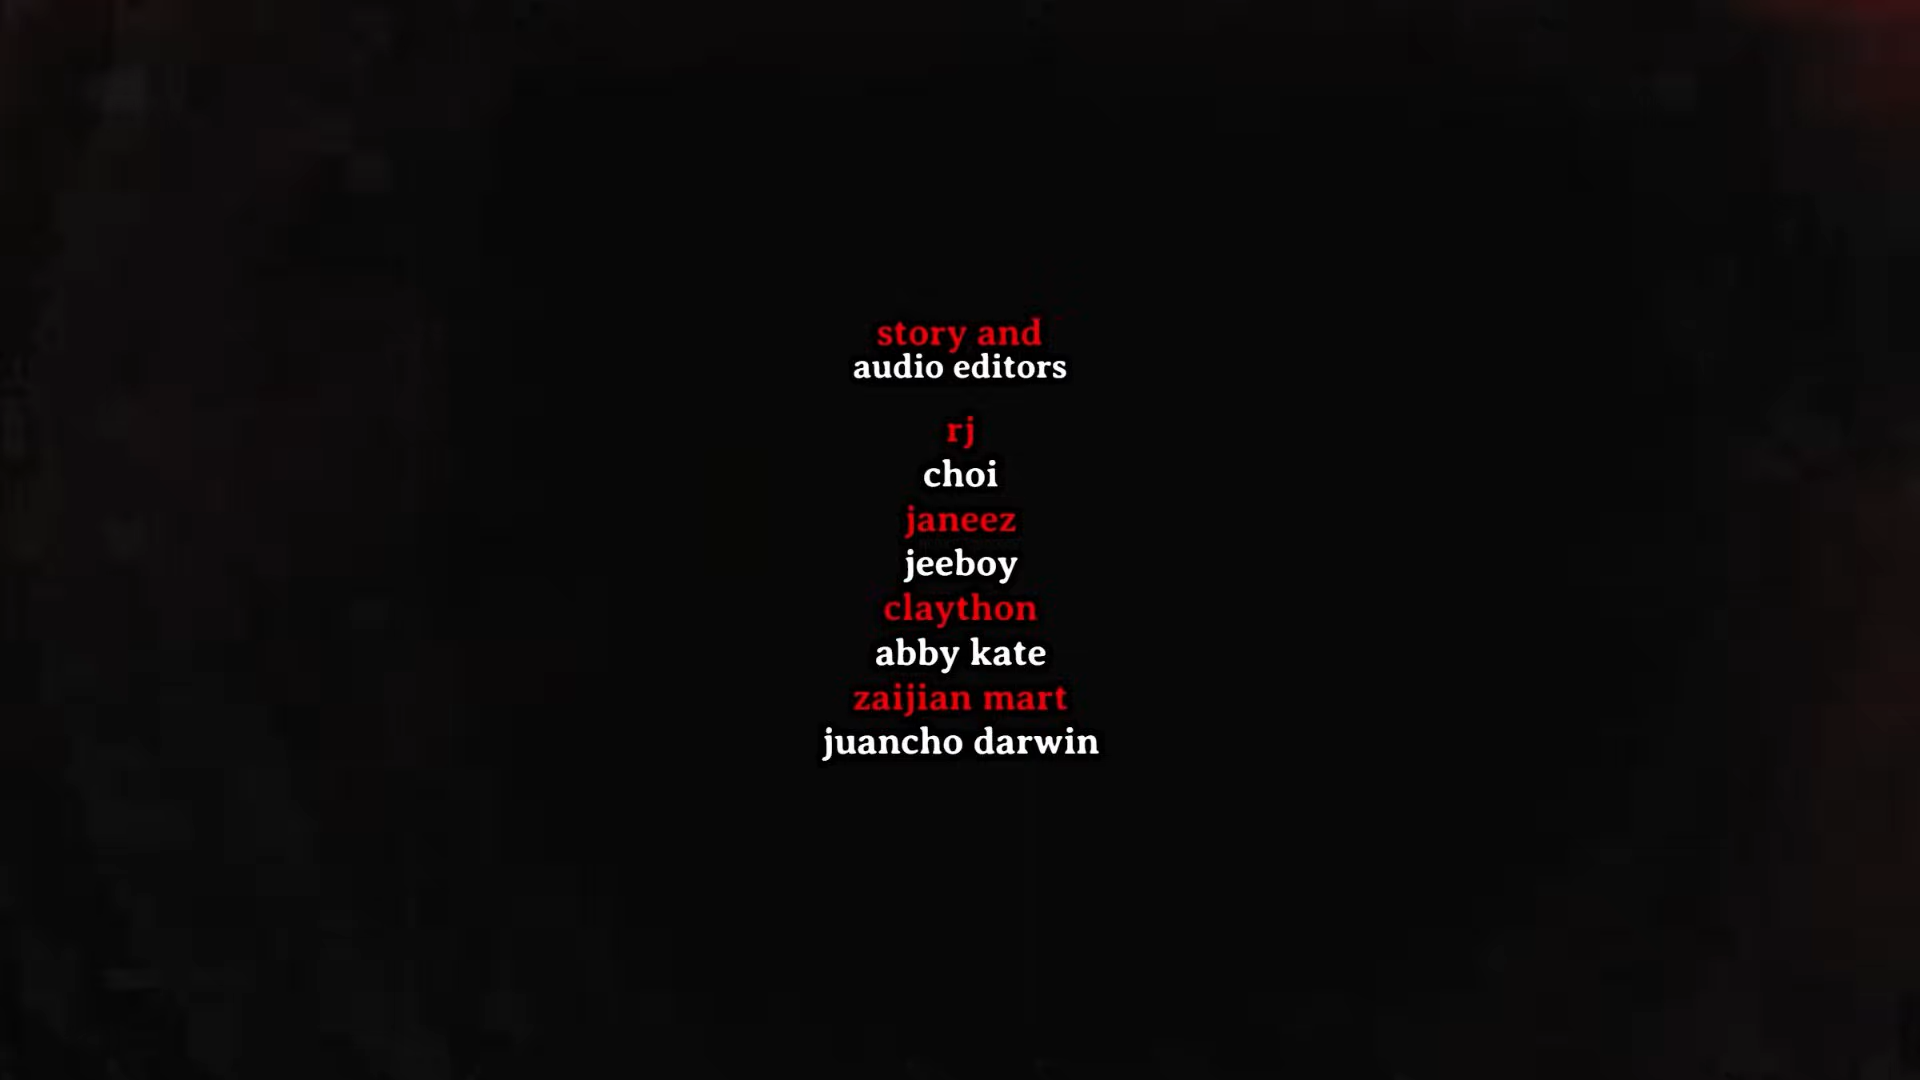 story and
audio editors
rj
choi
janeez
jeeboy
claython
abby kate
zaijian mart
juancho darwin